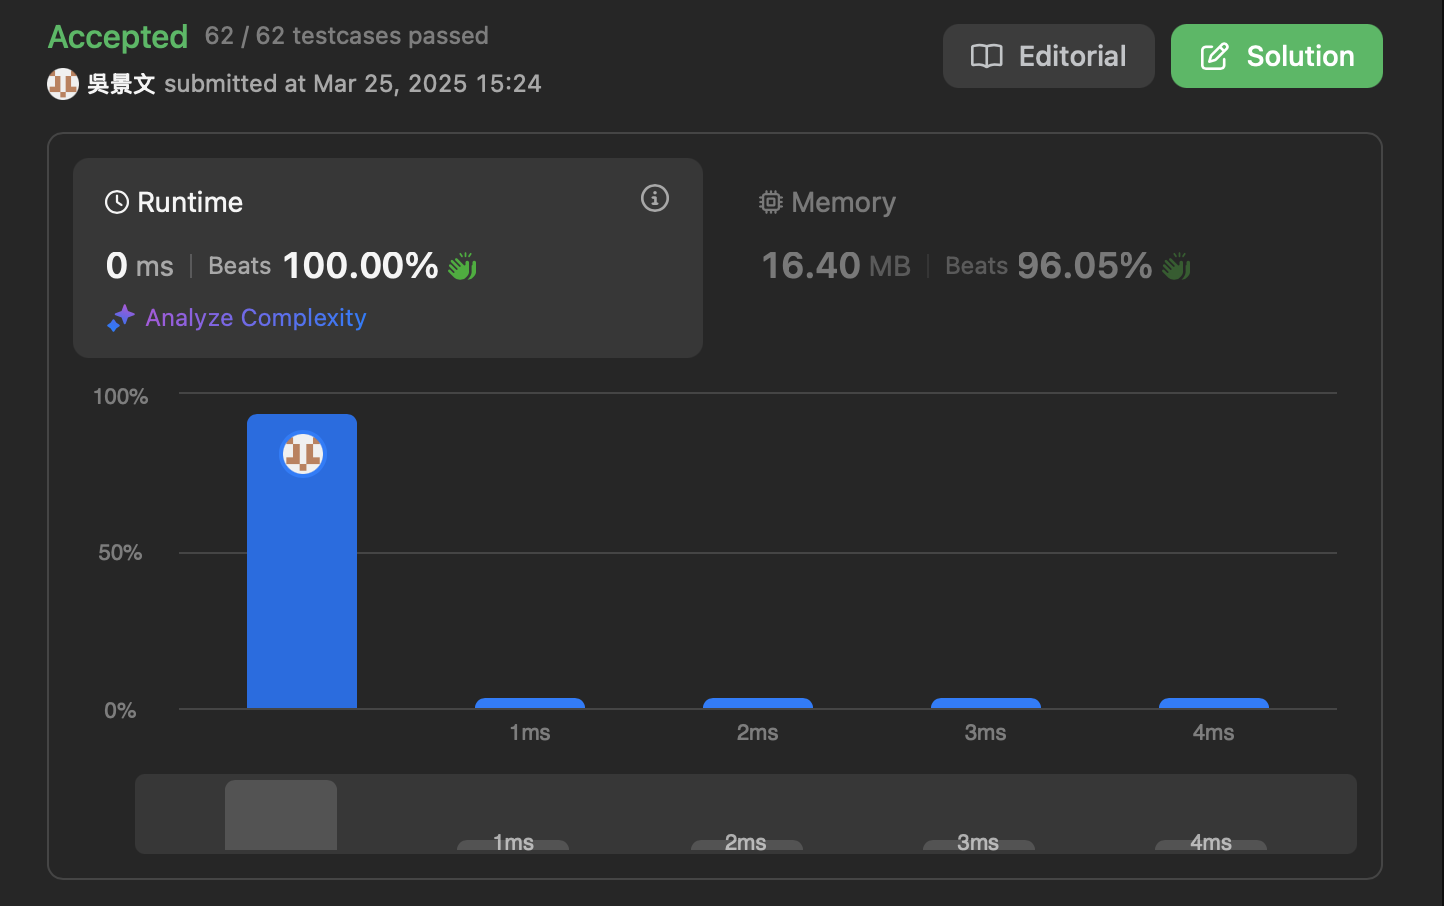 Accepted 62 / 62 testcases passed
吳景文 submitted at Mar 25, 2025 15:24
Editorial
Solution
Runtime
0 ms | Beats 100.00%
Analyze Complexity
Memory
16.40 MB | Beats 96.05%
100%
50%
0%
1ms 2ms 3ms 4ms
1ms 2ms 3ms 4ms